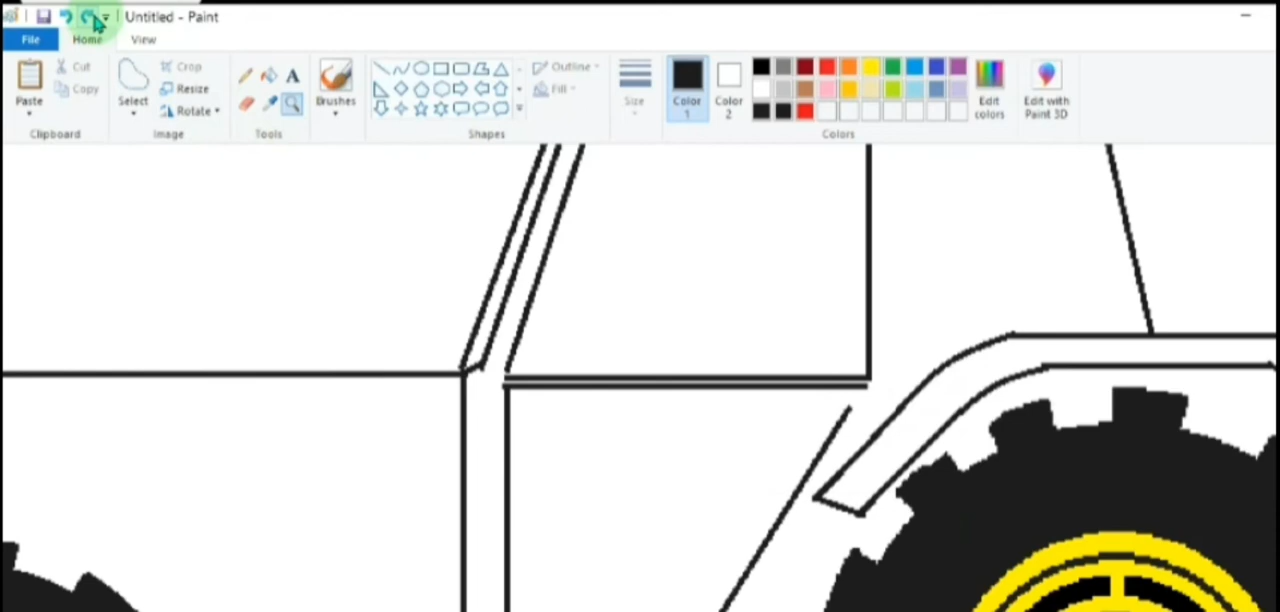 Untitled - Paint
File Home View
Paste
Cut
Copy
Clipboard
Select
Crop
Resize
Rotate
Image
A
Tools
Brushes
Outline
Fill
Shapes
Size
Color 1
Color 2
Edit colors
Edit with Paint 3D
Colors